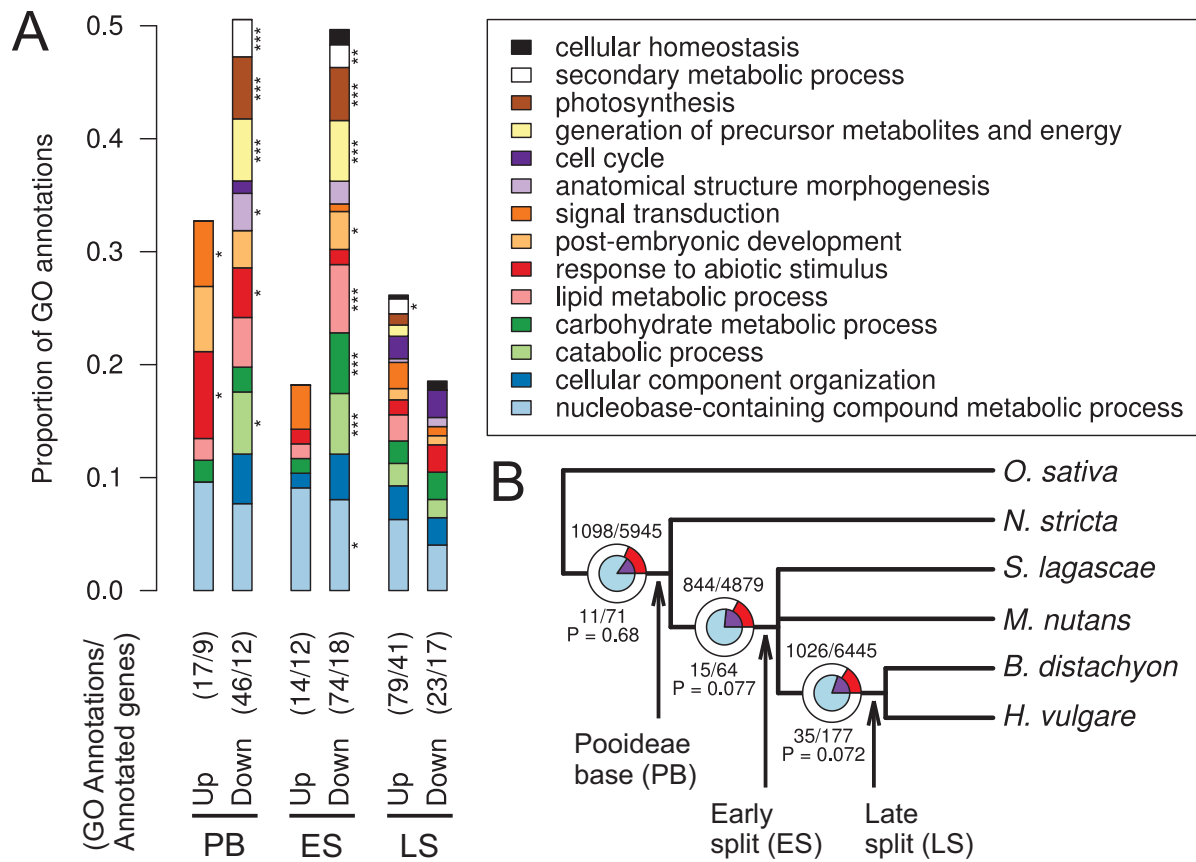 A
Proportion of GO annotations
0.5
0.4
0.3
0.2
0.1
0.0
*
*
***
***
***
*
*
*
**
***
***
*
***
***
***
*
*
(GO Annotations/
Annotated genes)
(17/9)
(46/12)
(14/12)
(74/18)
(79/41)
(23/17)
Up
Down
Up
Down
Up
Down
PB
ES
LS
cellular homeostasis
secondary metabolic process
photosynthesis
generation of precursor metabolites and energy
cell cycle
anatomical structure morphogenesis
signal transduction
post-embryonic development
response to abiotic stimulus
lipid metabolic process
carbohydrate metabolic process
catabolic process
cellular component organization
nucleobase-containing compound metabolic process
B
O. sativa
N. stricta
S. lagascae
M. nutans
B. distachyon
H. vulgare
1098/5945
11/71
P = 0.68
844/4879
15/64
P = 0.077
1026/6445
35/177
P = 0.072
Pooideae
base (PB)
Early
split (ES)
Late
split (LS)